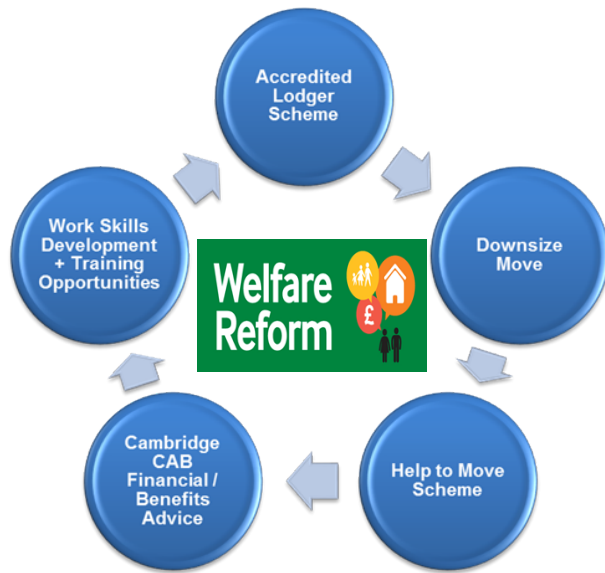 Accredited
Lodger
Scheme
Downsize
Move
Help to Move
Scheme
Cambridge
CAB
Financial /
Benefits
Advice
Work Skills
Development
+ Training
Opportunities
Welfare
Reform
£